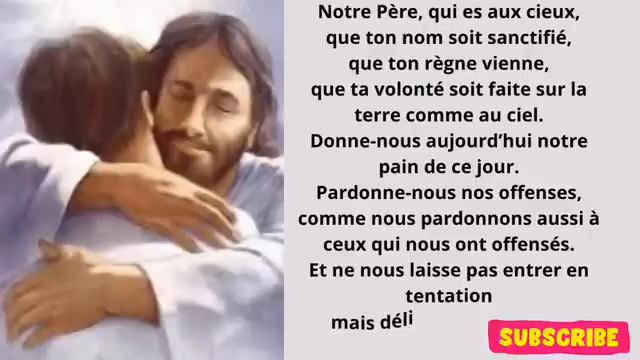 Notre Père, qui es aux cieux,
que ton nom soit sanctifié,
que ton règne vienne,
que ta volonté soit faite sur la
terre comme au ciel.
Donne-nous aujourd’hui notre
pain de ce jour.
Pardonne-nous nos offenses,
comme nous pardonnons aussi à
ceux qui nous ont offensés.
Et ne nous laisse pas entrer en
tentation
mais déli
SUBSCRIBE